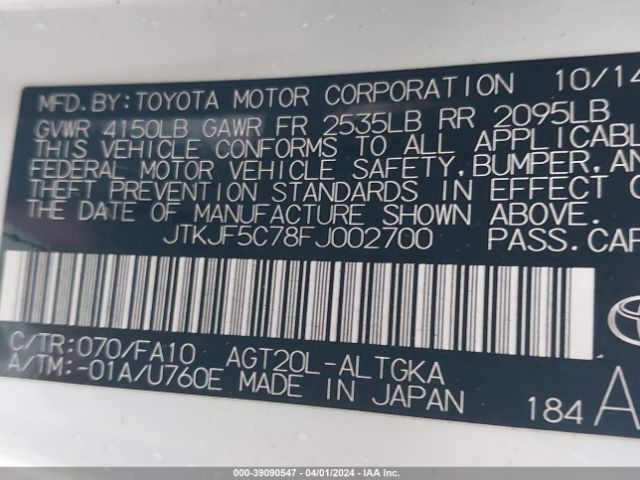 MFD. BY: TOYOTA MOTOR CORPORATION 10/14
GVWR 4150LB GAWR FR 2535LB RR 2095LB
THIS VEHICLE CONFORMS TO ALL APPLICABL
FEDERAL MOTOR VEHICLE SAFETY, BUMPER, AN
THEFT PREVENTION STANDARDS IN EFFECT
THE DATE OF MANUFACTURE SHOWN ABOVE.
JTKJF5C78FJ002700 PASS. CAR
C/TR: 070/FA10 AGT20L-ALTGKA
A/TM: -01A/U760E MADE IN JAPAN 184 A
000-39090547 - 04/01/2024 - IAA Inc.